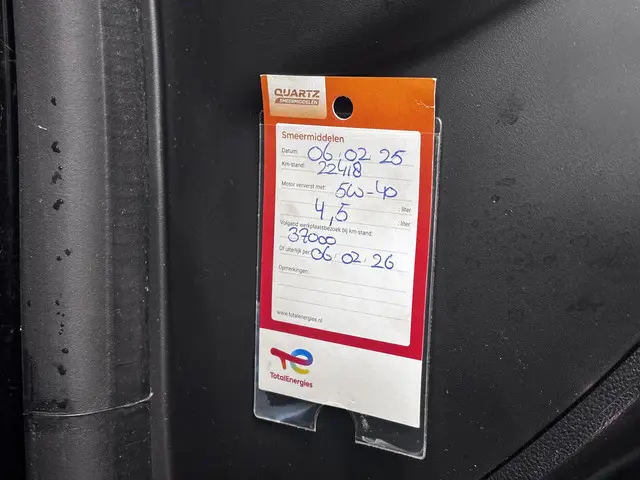 QUARTZ
SMEERMIDDELEN
Smeermiddelen
Datum: 06.02 25
Km-stand: 22418
Motor ververst met: 5W-40
liter
4,5 liter
Volgend werkplaatsbezoek bij km-stand:
37000
Of uiterlijk per: 06.02.26
Opmerkingen:
www.totalenergies.nl
TotalEnergies